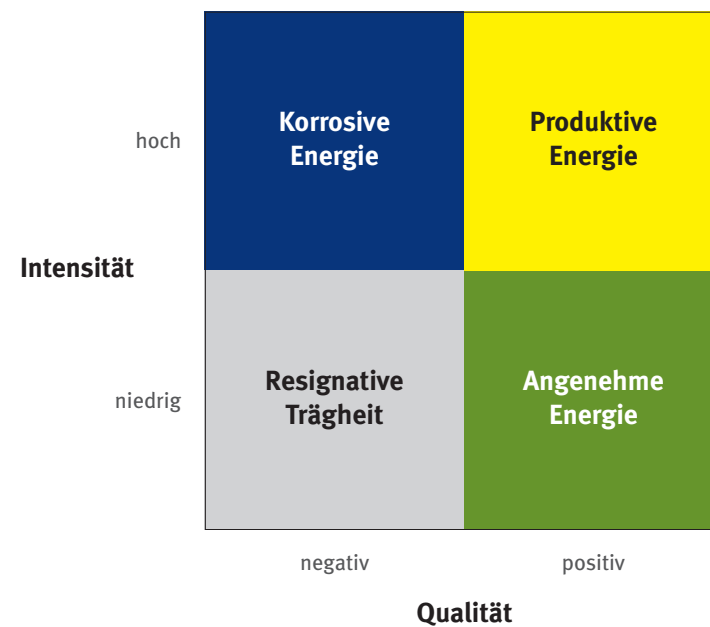 Korrosive
Energie
Produktive
Energie
hoch
Intensität
Resignative
Trägheit
Angenehme
Energie
niedrig
negativ
positiv
Qualität